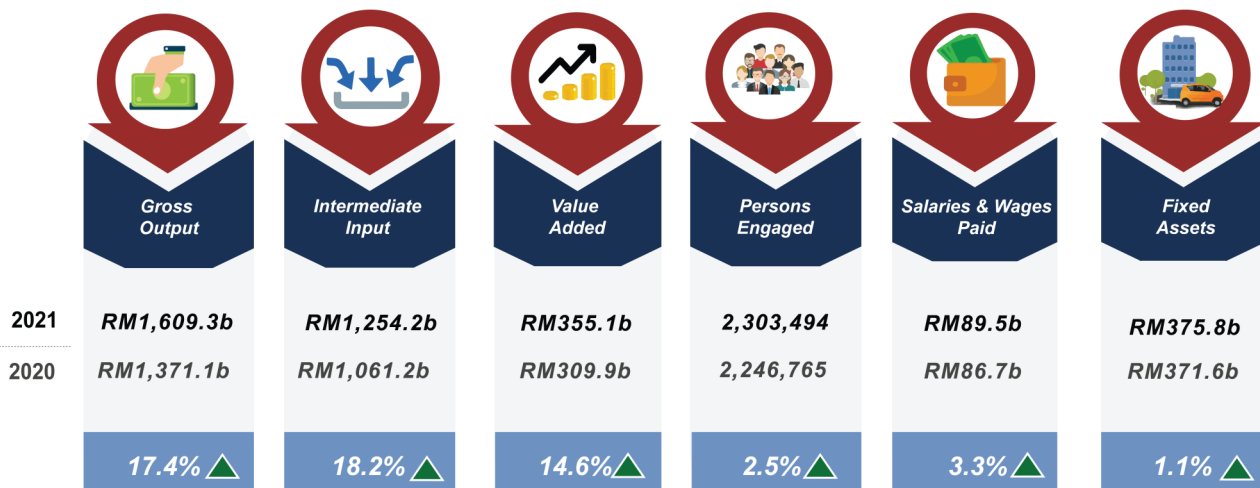 Gross
Output
Intermediate
Input
Value
Added
Persons
Engaged
Salaries & Wages
Paid
Fixed
Assets
2021 RM1,609.3b RM1,254.2b RM355.1b 2,303,494 RM89.5b RM375.8b
2020 RM1,371.1b RM1,061.2b RM309.9b 2,246,765 RM86.7b RM371.6b
17.4% 18.2% 14.6% 2.5% 3.3% 1.1%